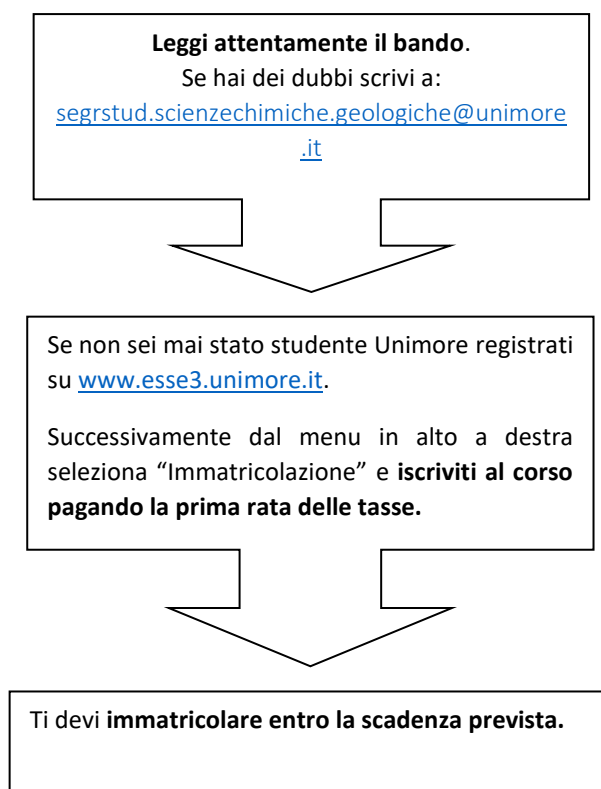 Leggi attentamente il bando.
Se hai dei dubbi scrivi a:
segrstud.scienzechimiche.geologiche@unimore
.it
Se non sei mai stato studente Unimore registrati
su www.esse3.unimore.it.
Successivamente dal menu in alto a destra
seleziona “Immatricolazione” e iscriviti al corso
pagando la prima rata delle tasse.
Ti devi immatricolare entro la scadenza prevista.